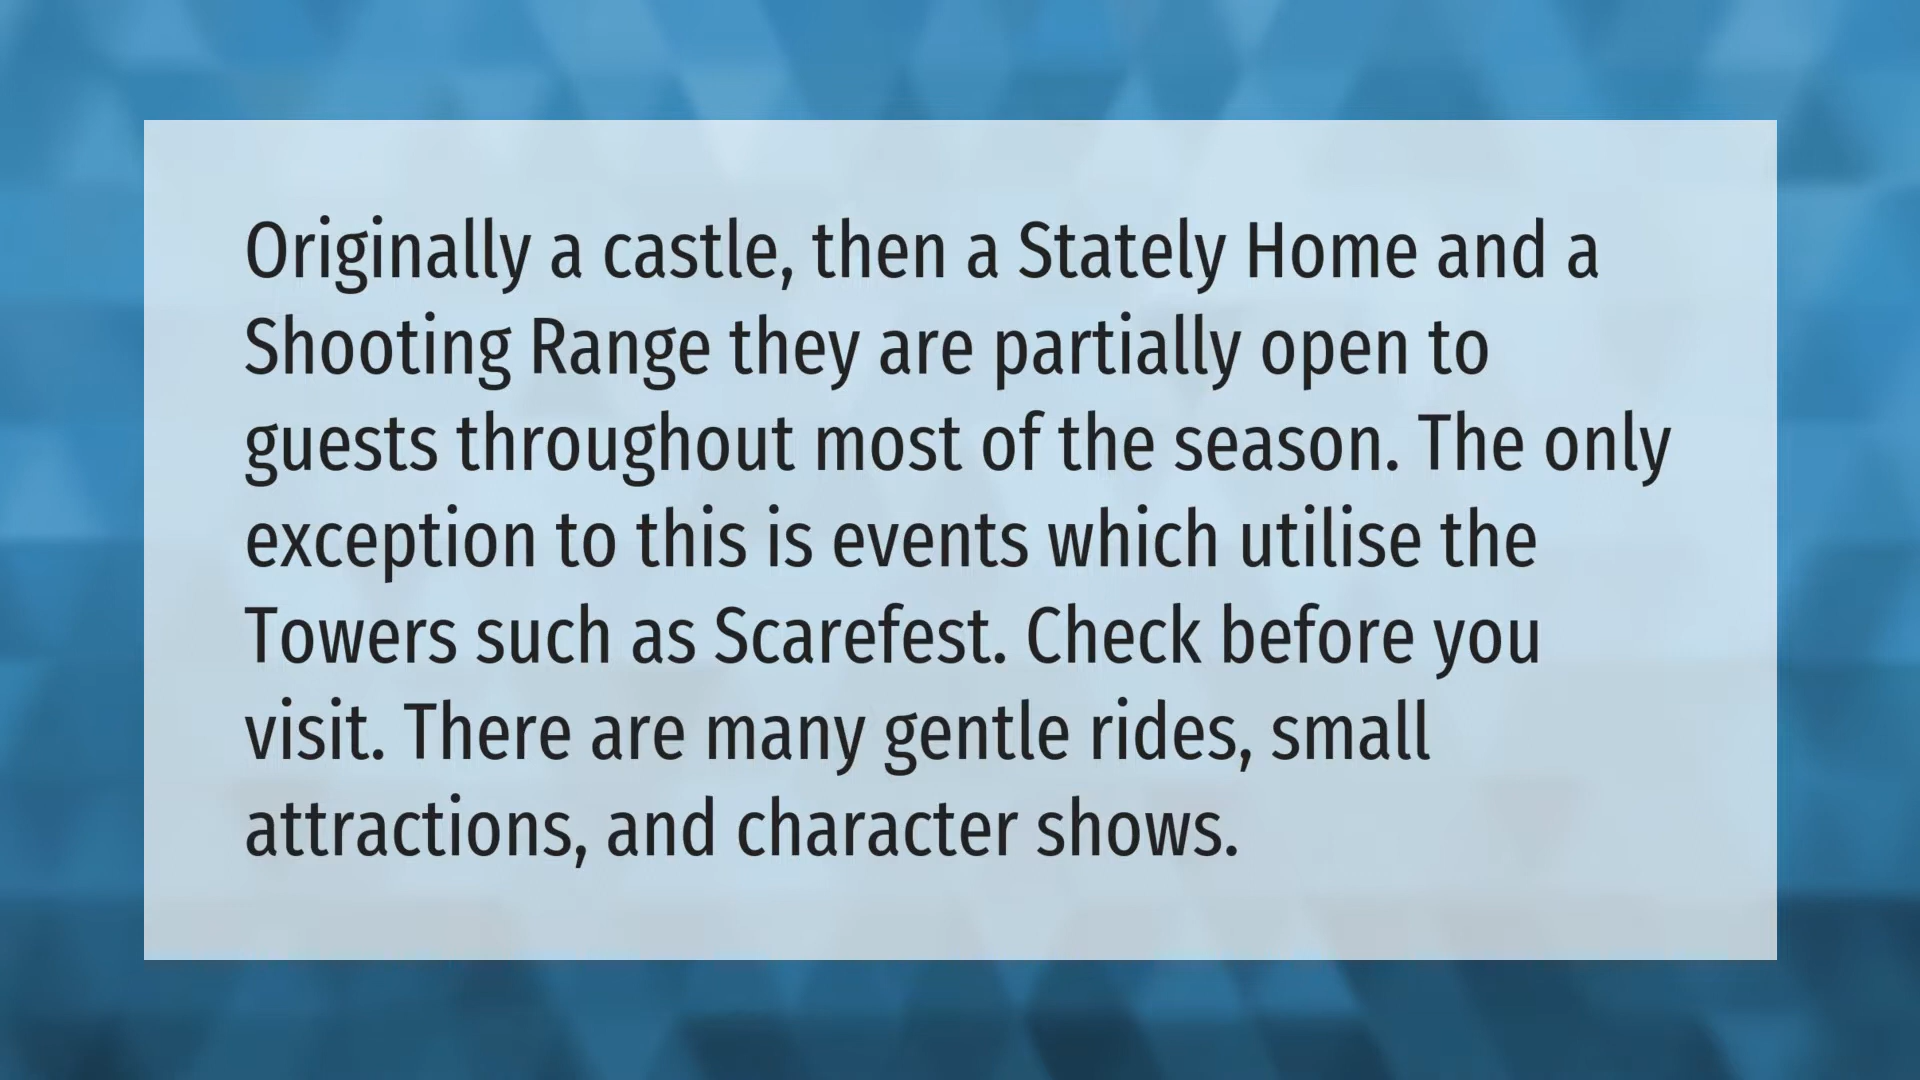 Originally a castle, then a Stately Home and a
Shooting Range they are partially open to
guests throughout most of the season. The only
exception to this is events which utilise the
Towers such as Scarefest. Check before you
visit. There are many gentle rides, small
attractions, and character shows.